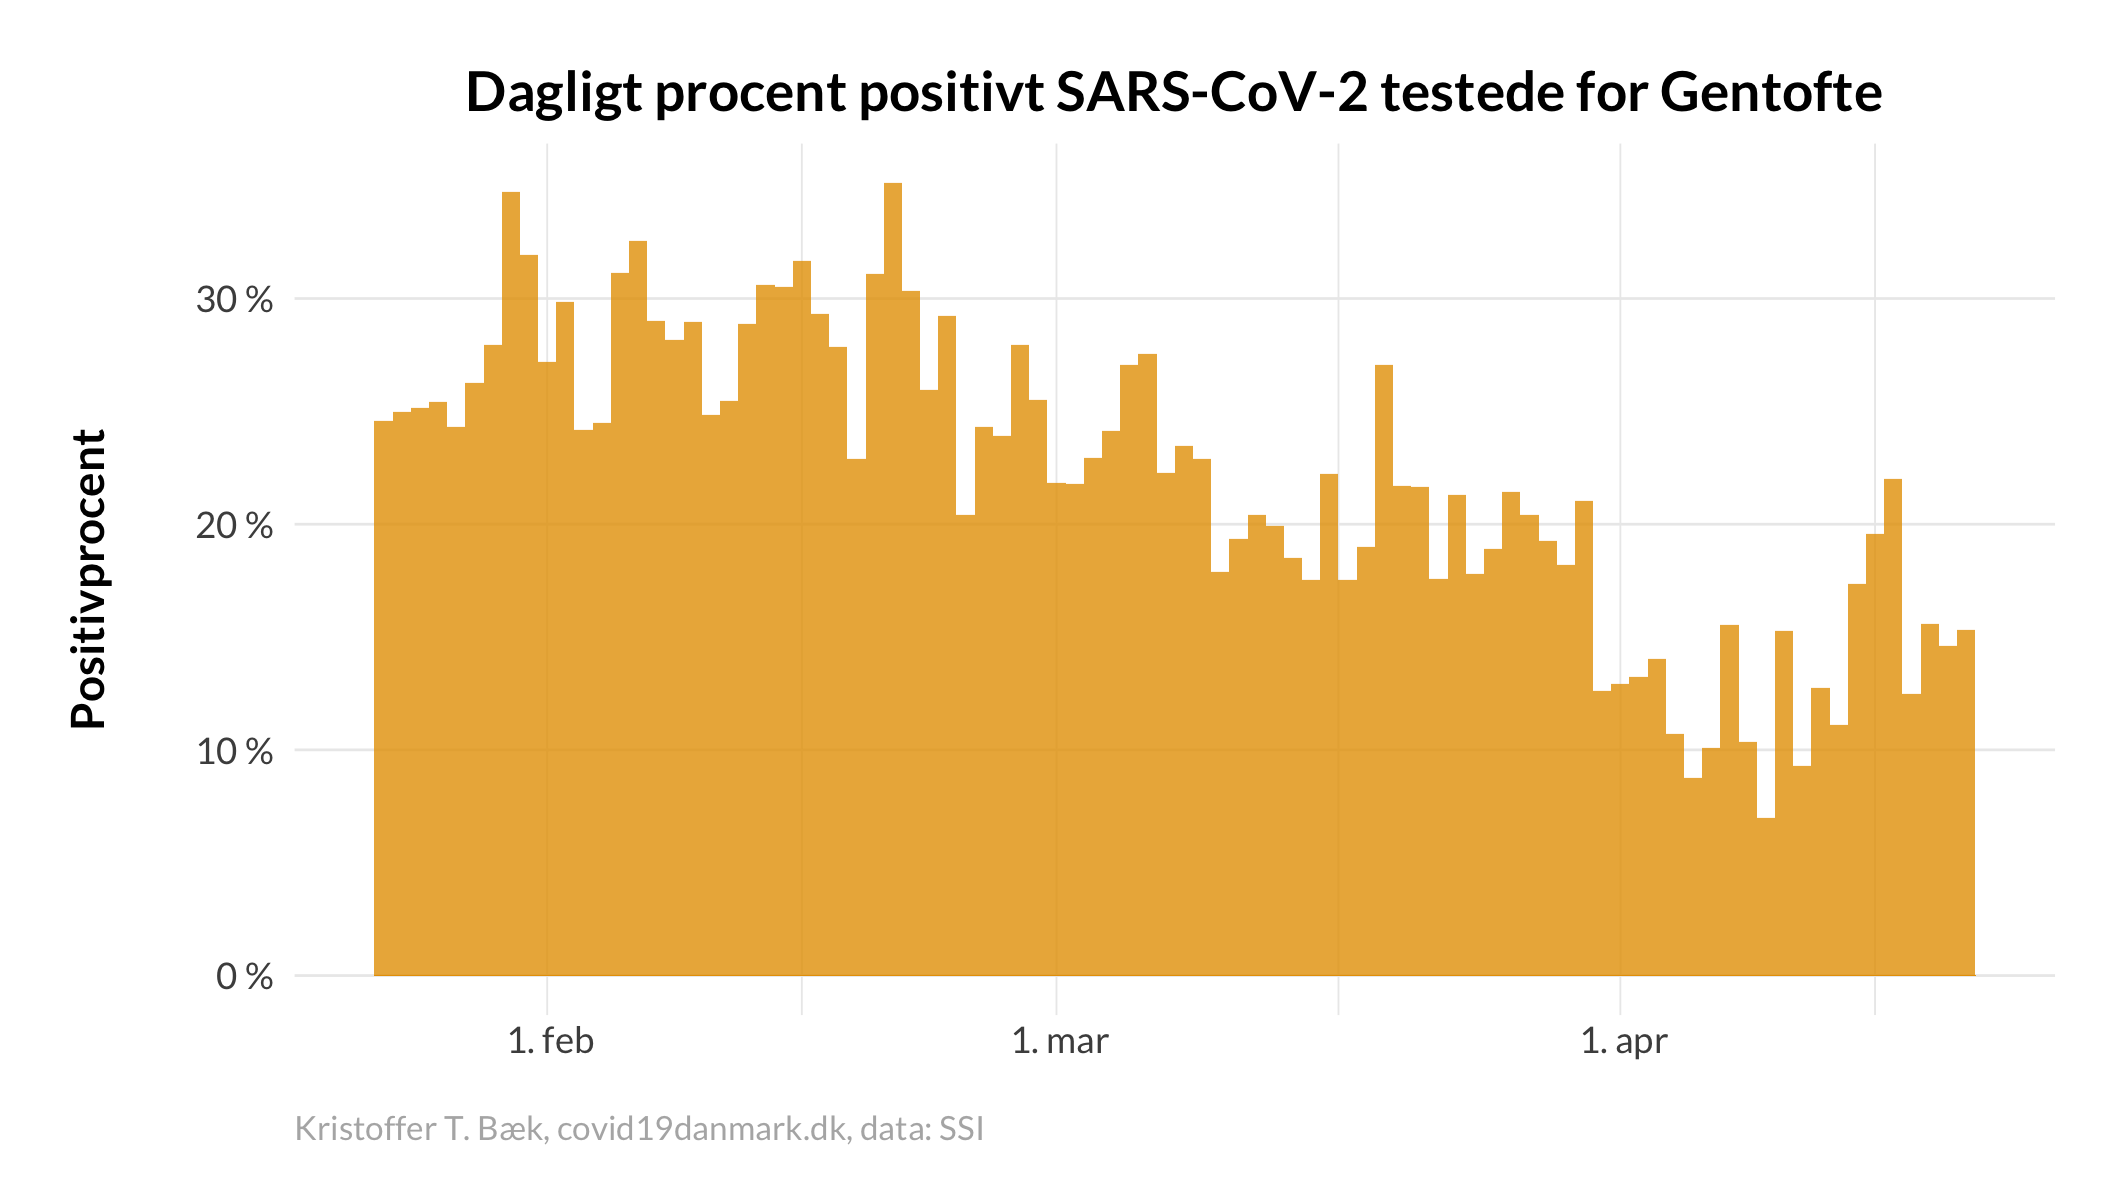 Dagligt procent positivt SARS-CoV-2 testede for Gentofte
Positivprocent
30 %
20 %
10 %
0 %
1. feb
1. mar
1. apr
Kristoffer T. Bæk, covid19danmark.dk, data: SSI